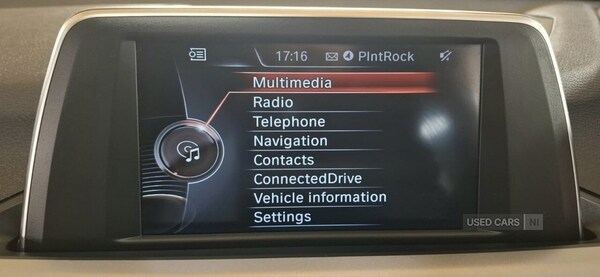 17:16 PlntRock
Multimedia
Radio
Telephone
Navigation
Contacts
ConnectedDrive
Vehicle information
Settings
USED CARS NI